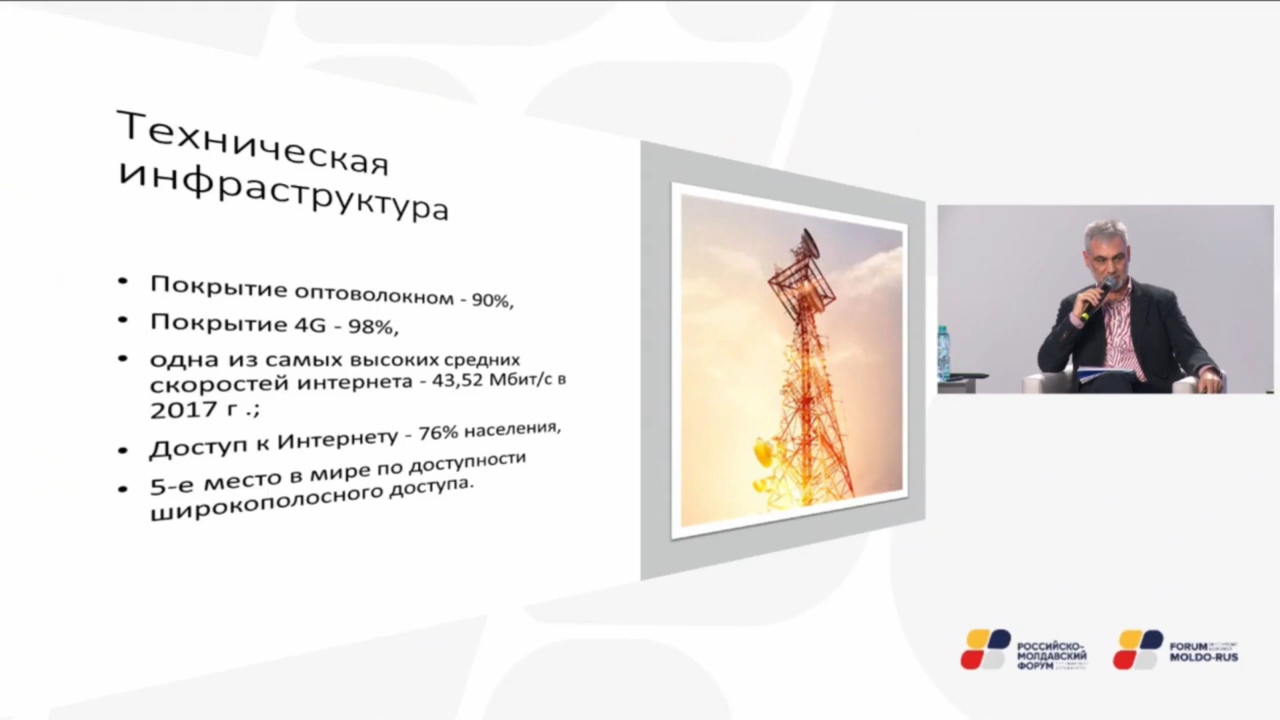 Техническая
инфраструктура
• Покрытие оптоволокном - 90%,
• Покрытие 4G - 98%,
• одна из самых высоких средних
скоростей интернета - 43,52 Мбит/с в
2017 г .;
• Доступ к Интернету - 76% населения,
• 5-е место в мире по доступности
широкополосного доступа.
РОССИЙСКО-
МОЛДАВСКИЙ
ФОРУМ
FORUM
MOLDO-RUS